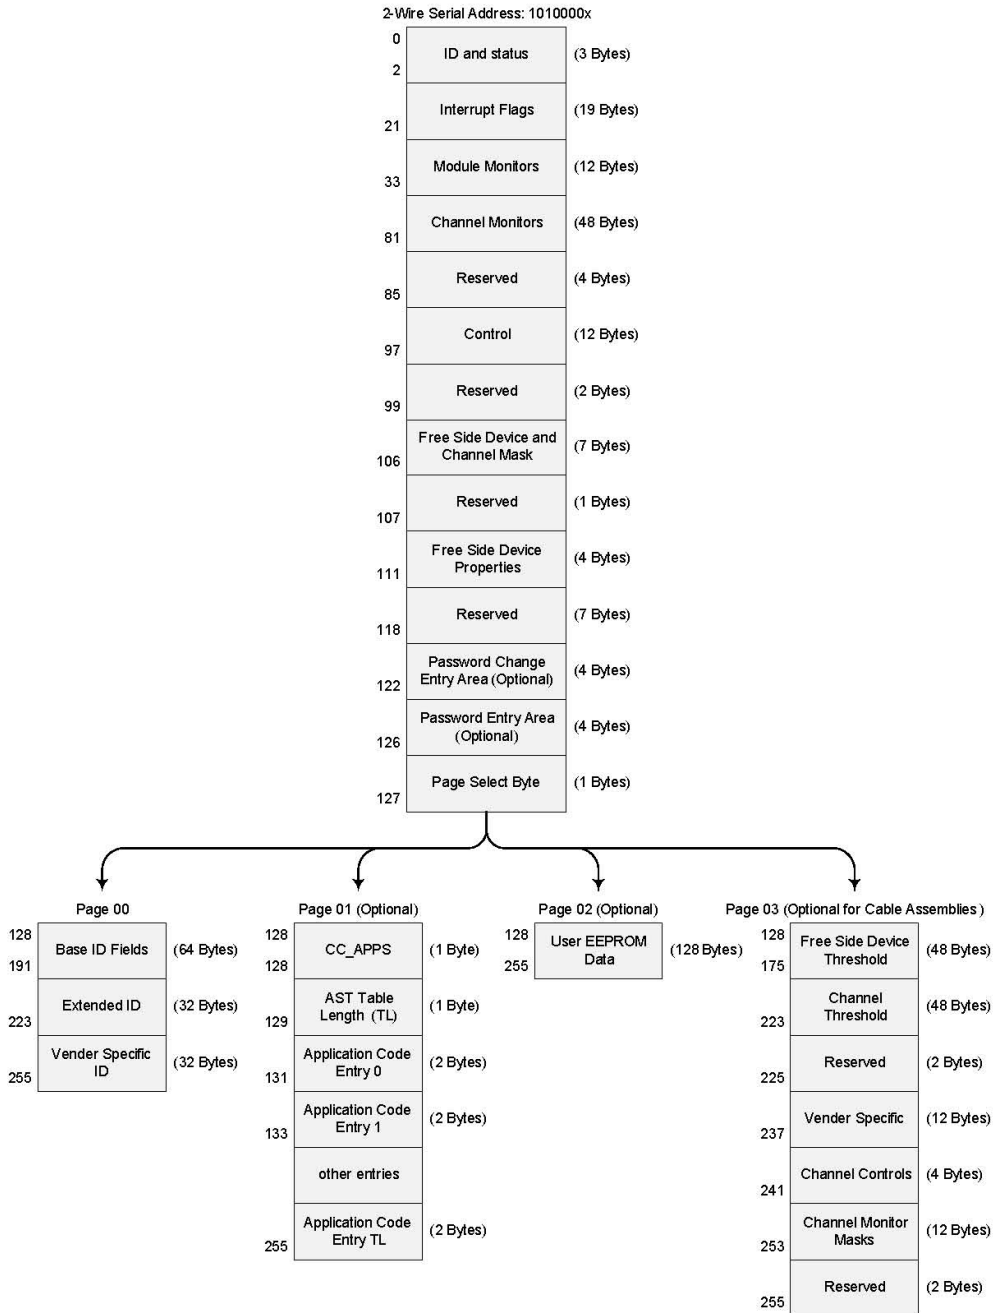 2-Wire Serial Address: 1010000x
0
ID and status
(3 Bytes)
2
Interrupt Flags
(19 Bytes)
21
Module Monitors
(12 Bytes)
33
Channel Monitors
(48 Bytes)
81
Reserved
(4 Bytes)
85
Control
(12 Bytes)
97
Reserved
(2 Bytes)
99
Free Side Device and
Channel Mask
(7 Bytes)
106
Reserved
(1 Bytes)
107
Free Side Device
Properties
(4 Bytes)
111
Reserved
(7 Bytes)
118
Password Change
Entry Area (Optional)
(4 Bytes)
122
Password Entry Area
(Optional)
(4 Bytes)
126
Page Select Byte
(1 Bytes)
127
Page 00
128
Base ID Fields
(64 Bytes)
191
Extended ID
(32 Bytes)
223
Vender Specific
ID
(32 Bytes)
255
Page 01 (Optional)
128
CC_APPS
(1 Byte)
128
AST Table
Length (TL)
(1 Byte)
129
Application Code
Entry 0
(2 Bytes)
131
Application Code
Entry 1
(2 Bytes)
133
other entries
Application Code
Entry TL
(2 Bytes)
255
Page 02 (Optional)
128
User EEPROM
Data
(128 Bytes)
255
Page 03 (Optional for Cable Assemblies)
128
Free Side Device
Threshold
(48 Bytes)
175
Channel
Threshold
(48 Bytes)
223
Reserved
(2 Bytes)
225
Vender Specific
(12 Bytes)
237
Channel Controls
(4 Bytes)
241
Channel Monitor
Masks
(12 Bytes)
253
Reserved
(2 Bytes)
255